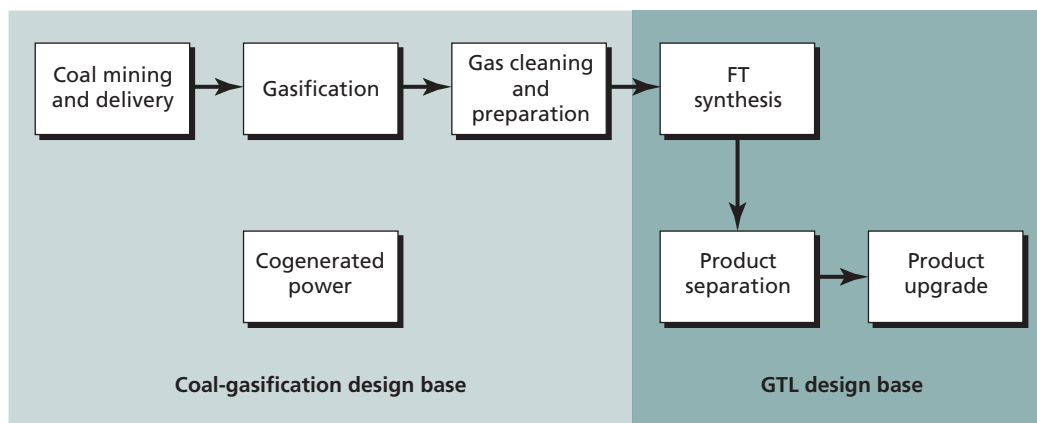 Coal mining
and delivery
Gasification
Gas cleaning
and
preparation
FT
synthesis
Cogenerated
power
Product
separation
Product
upgrade
Coal-gasification design base
GTL design base